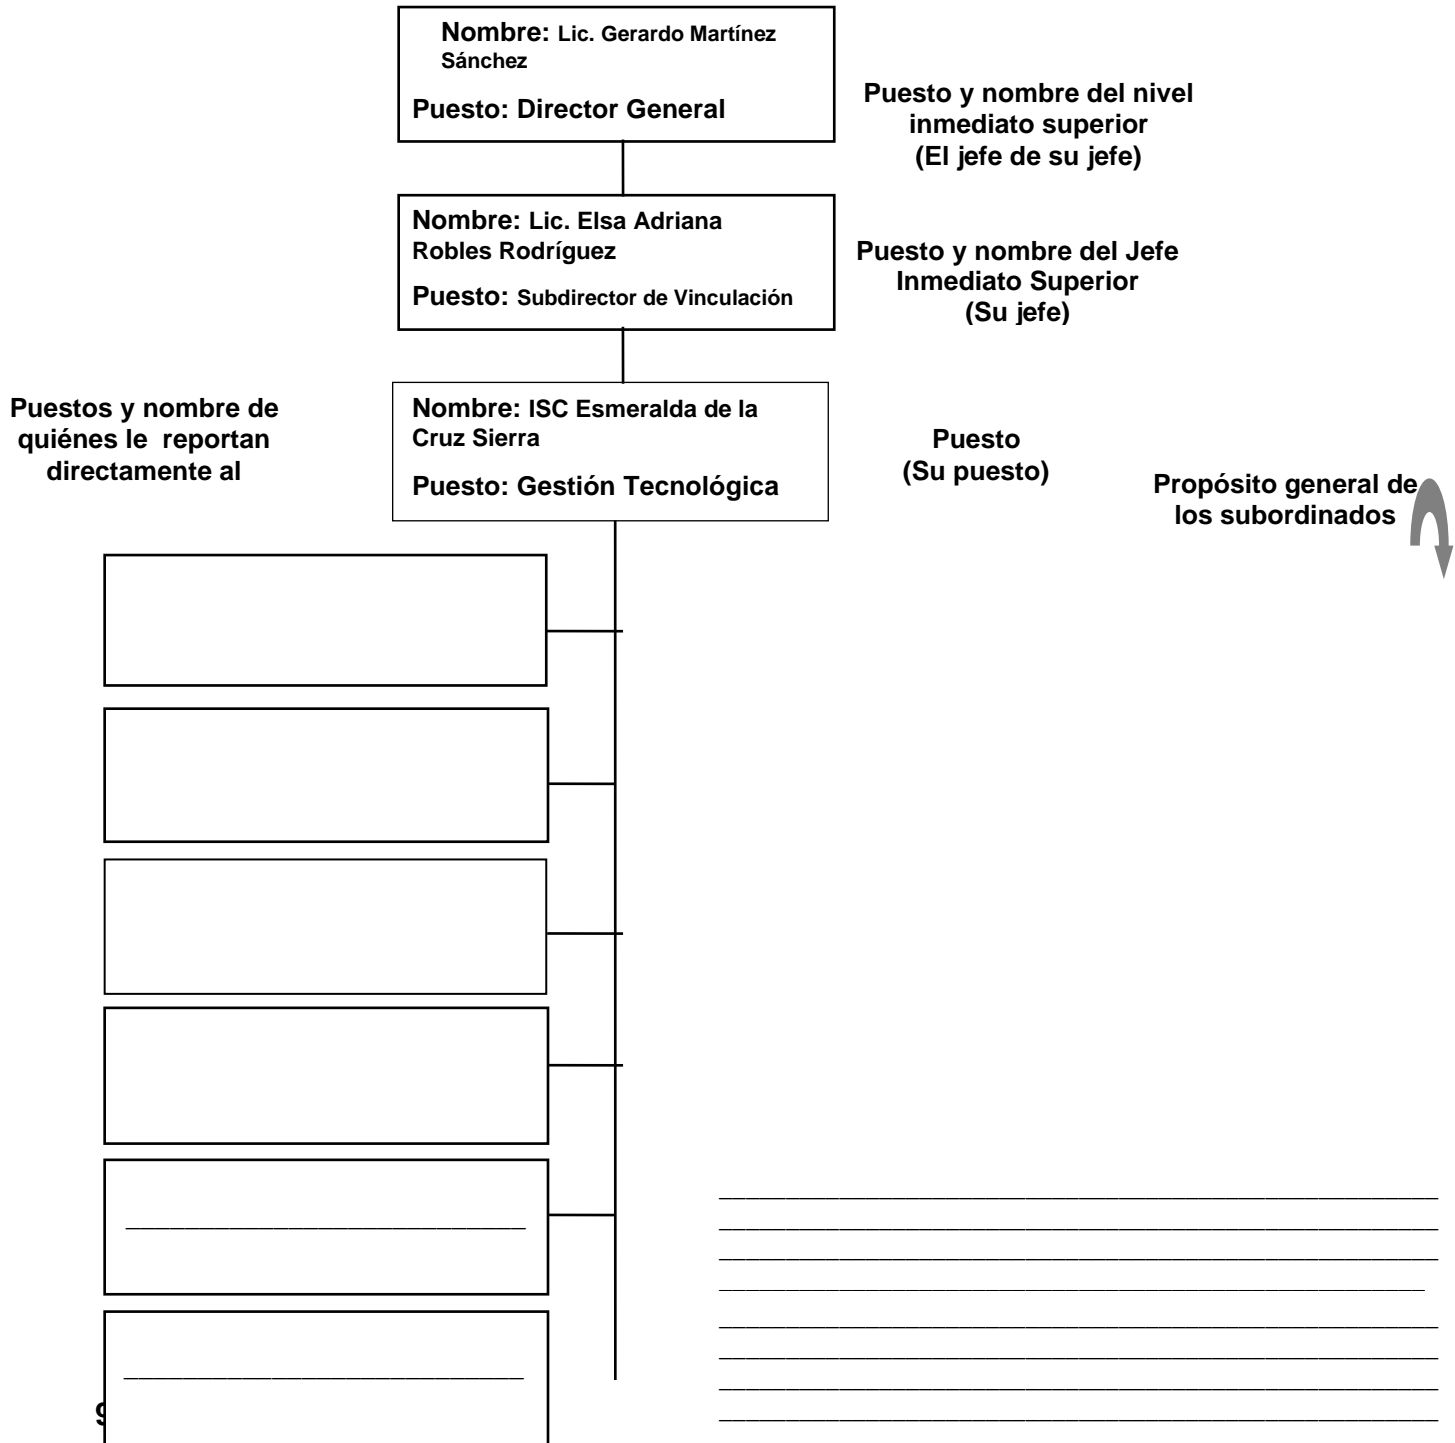 Nombre: Lic. Gerardo Martínez
Sánchez
Puesto: Director General
Puesto y nombre del nivel
inmediato superior
(El jefe de su jefe)
Nombre: Lic. Elsa Adriana
Robles Rodríguez
Puesto: Subdirector de Vinculación
Puesto y nombre del Jefe
Inmediato Superior
(Su jefe)
Puestos y nombre de
quiénes le reportan
directamente al
Nombre: ISC Esmeralda de la
Cruz Sierra
Puesto: Gestión Tecnológica
Puesto
(Su puesto)
Propósito general de
los subordinados